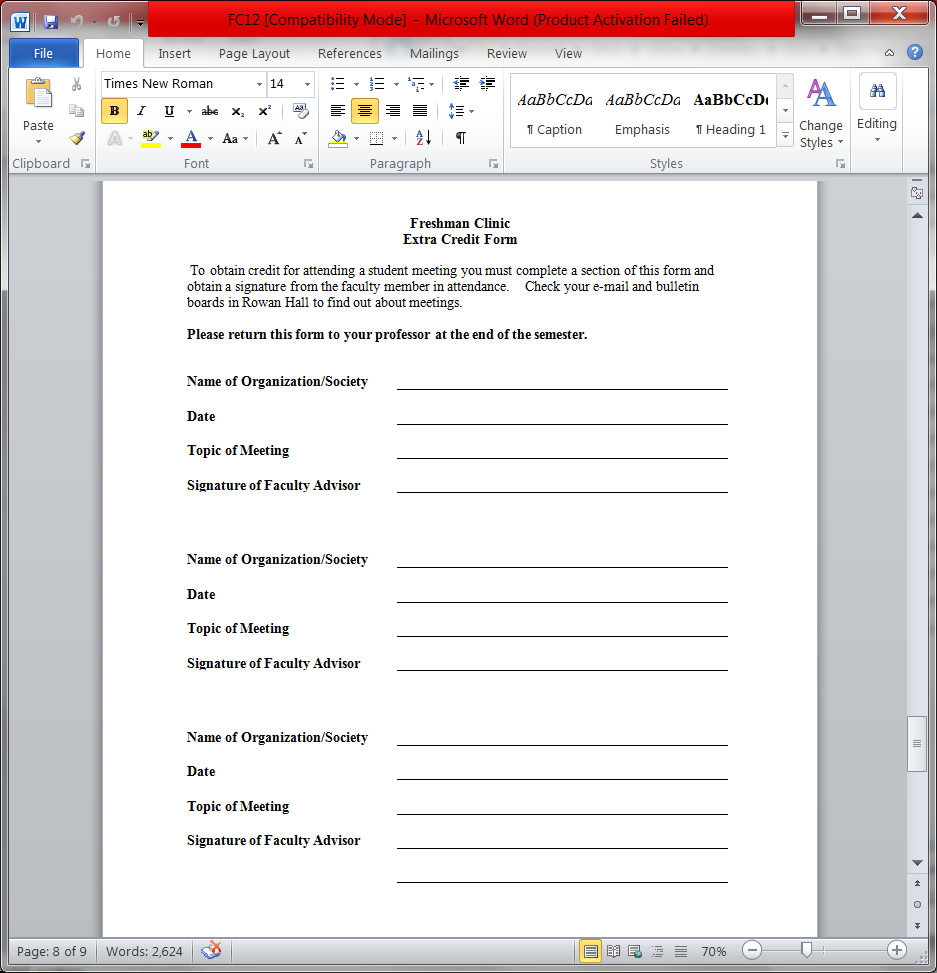 FC12 [Compatibility Mode] - Microsoft Word (Product Activation Failed)
File Home Insert Page Layout References Mailings Review View
Times New Roman 14
Paste
B I U abc x₂ x² Aa A A
AaBbCcDa AaBbCcDa AaBbCcDc
¶ Caption Emphasis ¶ Heading 1
Change Styles
Editing
Clipboard Font Paragraph Styles
Freshman Clinic
Extra Credit Form
To obtain credit for attending a student meeting you must complete a section of this form and
obtain a signature from the faculty member in attendance. Check your e-mail and bulletin
boards in Rowan Hall to find out about meetings.
Please return this form to your professor at the end of the semester.
Name of Organization/Society
Date
Topic of Meeting
Signature of Faculty Advisor
Name of Organization/Society
Date
Topic of Meeting
Signature of Faculty Advisor
Name of Organization/Society
Date
Topic of Meeting
Signature of Faculty Advisor
Page: 8 of 9 Words: 2,624 70%